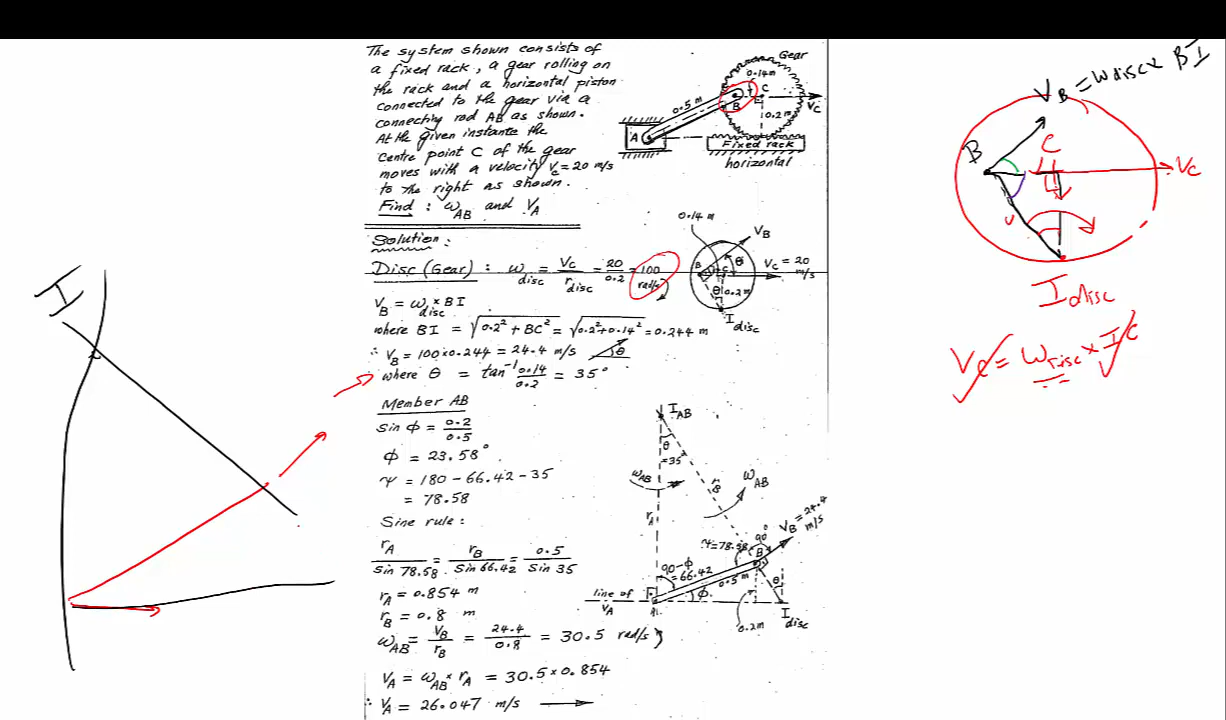 The system shown consists of
a fixed rack, a gear rolling on
the rack and a horizontal piston
connected to the gear via a
connecting rod AB as shown.
At the given instante the
centre point C of the gear
moves with a velocity Vc = 20 m/s
to the right as shown.
Find : ωAB and VA
Gear
0.14m
0.5 m
B
C
Vc
0.2m
A
Fixed rack
horizontal
Solution:
Disc (Gear) : ωdisc = Vc / rdisc = 20 / 0.2 = 100 rad/s
0.14 m
VB
B
C
θ
Vc = 20 m/s
θ
0.2m
I disc
VB = ωdisc × BI
where BI = √0.2² + BC² = √0.2² + 0.14² = 0.244 m
∴ VB = 100 × 0.244 = 24.4 m/s θ
where θ = tan⁻¹ 0.14 / 0.2 = 35°
Member AB
sin ϕ = 0.2 / 0.5
ϕ = 23.58°
Ψ = 180 - 66.42 - 35
= 78.58
Sine rule :
rA / sin 78.58 = rB / sin 66.42 = 0.5 / sin 35
rA = 0.854 m
rB = 0.8 m
ωAB = VB / rB = 24.4 / 0.8 = 30.5 rad/s
VA = ωAB × rA = 30.5 × 0.854
∴ VA = 26.047 m/s
IAB
θ
=35°
ωAB
rB
ωAB
rA
VB = 24.4 m/s
90°
B
90-ϕ
=66.42
0.5 m
θ
line of
VA
A
ϕ
0.2m
I disc
VB = ωdisc × BI
B
C
Vc
I disc
Vc = ωdisc × IC
I